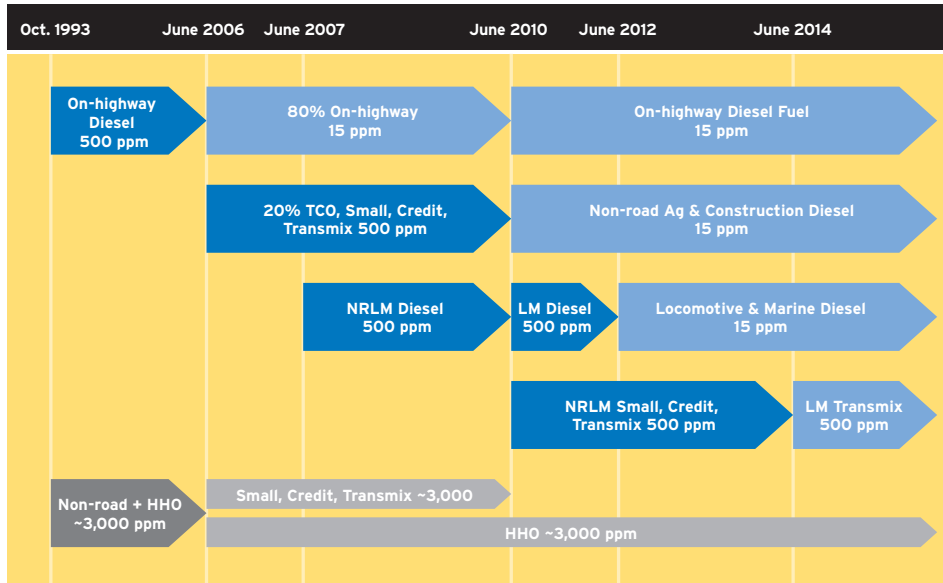 Oct. 1993
June 2006
June 2007
June 2010
June 2012
June 2014
On-highway
Diesel
500 ppm
80% On-highway
15 ppm
On-highway Diesel Fuel
15 ppm
20% TCO, Small, Credit,
Transmix 500 ppm
Non-road Ag & Construction Diesel
15 ppm
NRLM Diesel
500 ppm
LM Diesel
500 ppm
Locomotive & Marine Diesel
15 ppm
NRLM Small, Credit,
Transmix 500 ppm
LM Transmix
500 ppm
Non-road + HHO
~3,000 ppm
Small, Credit, Transmix ~3,000
HHO ~3,000 ppm